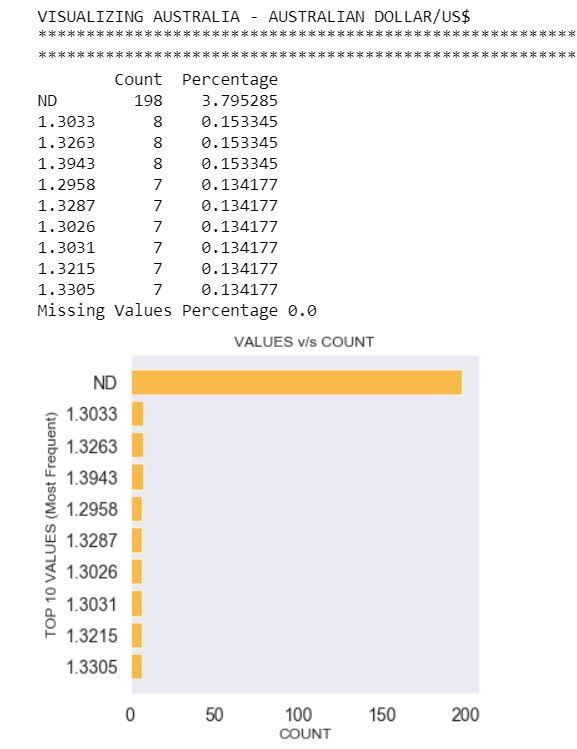 VISUALIZING AUSTRALIA - AUSTRALIAN DOLLAR/US$
********************************************************
********************************************************
Count Percentage
ND 198 3.795285
1.3033 8 0.153345
1.3263 8 0.153345
1.3943 8 0.153345
1.2958 7 0.134177
1.3287 7 0.134177
1.3026 7 0.134177
1.3031 7 0.134177
1.3215 7 0.134177
1.3305 7 0.134177
Missing Values Percentage 0.0
VALUES v/s COUNT
TOP 10 VALUES (Most Frequent)
ND
1.3033
1.3263
1.3943
1.2958
1.3287
1.3026
1.3031
1.3215
1.3305
0 50 100 150 200
COUNT